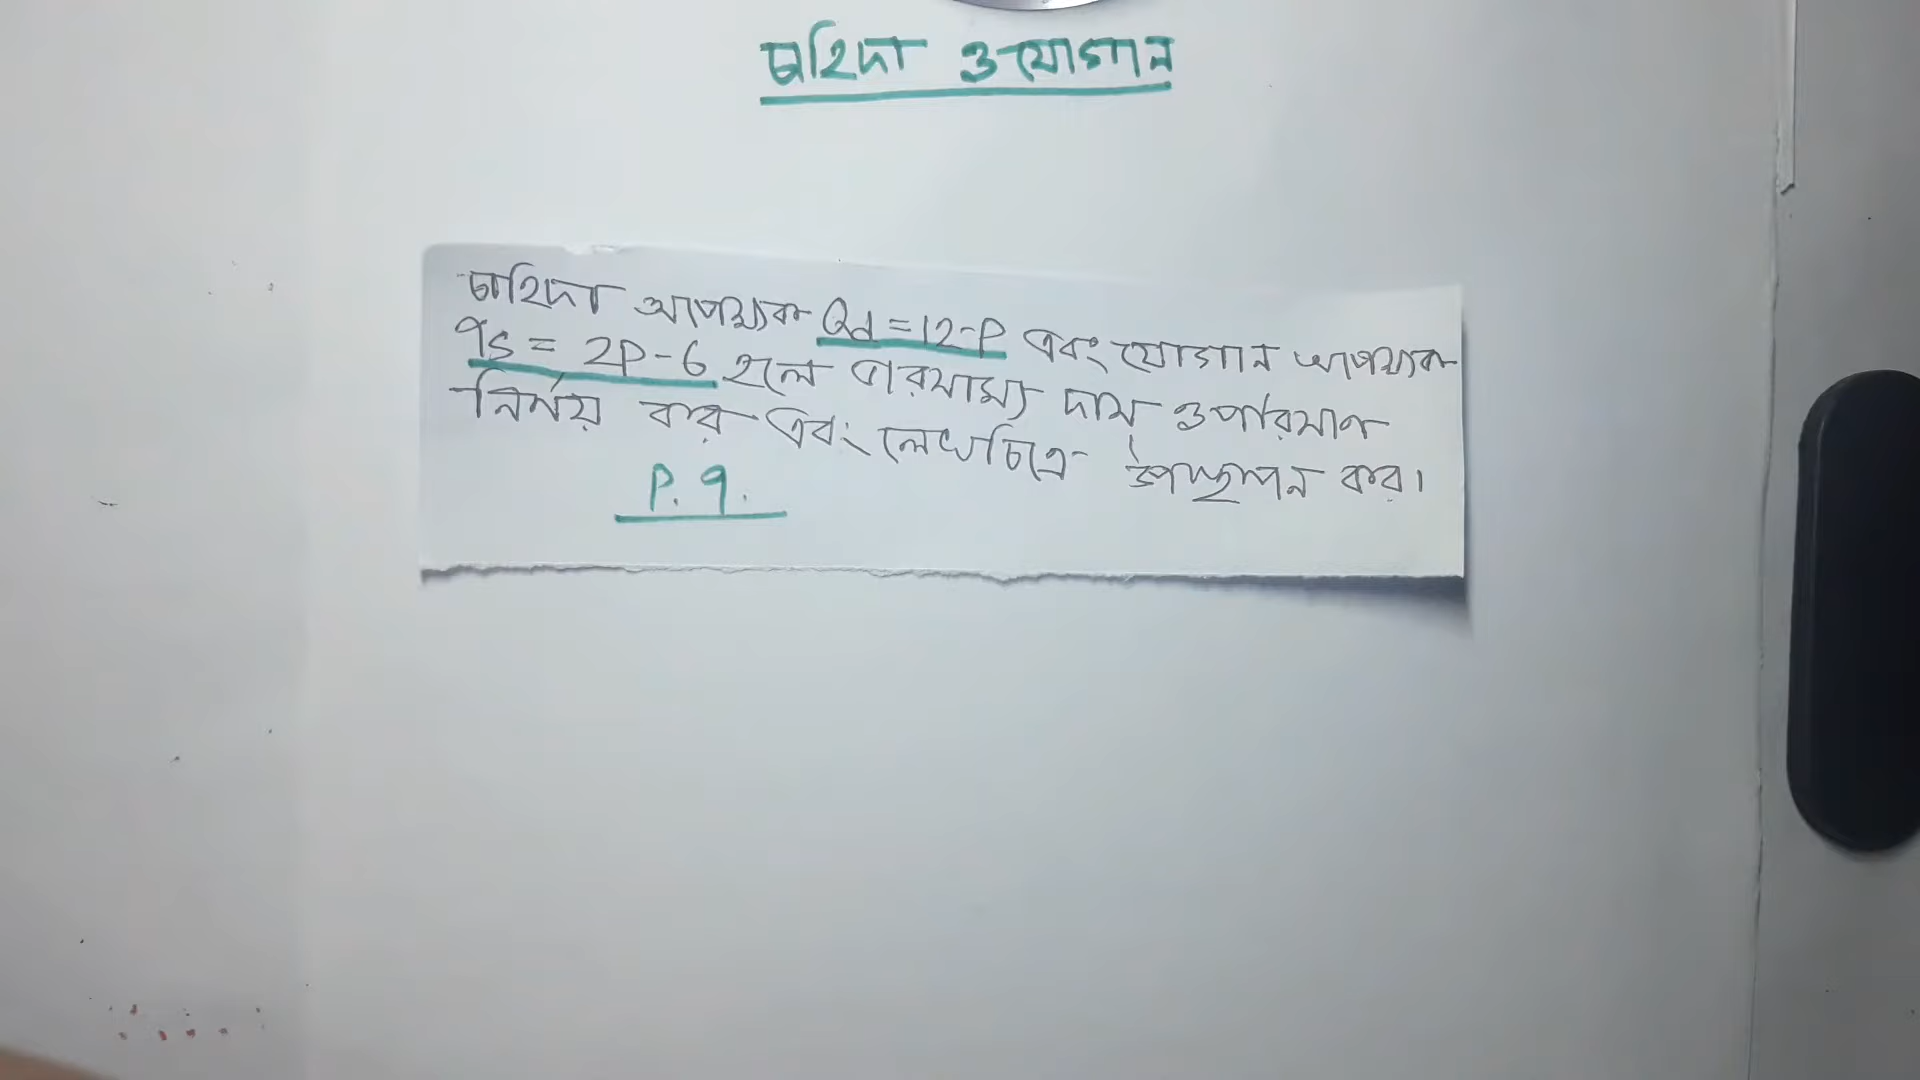 চাহিদা ও যোগান
চাহিদা অপেক্ষক Qd = 12-P এবং যোগান অপেক্ষক
qs = 2P-6 হলে ভারসাম্য দাম ও পরিমাণ
নির্ণয় কর এবং লেখচিত্রে উপস্থাপন কর।
P. q.